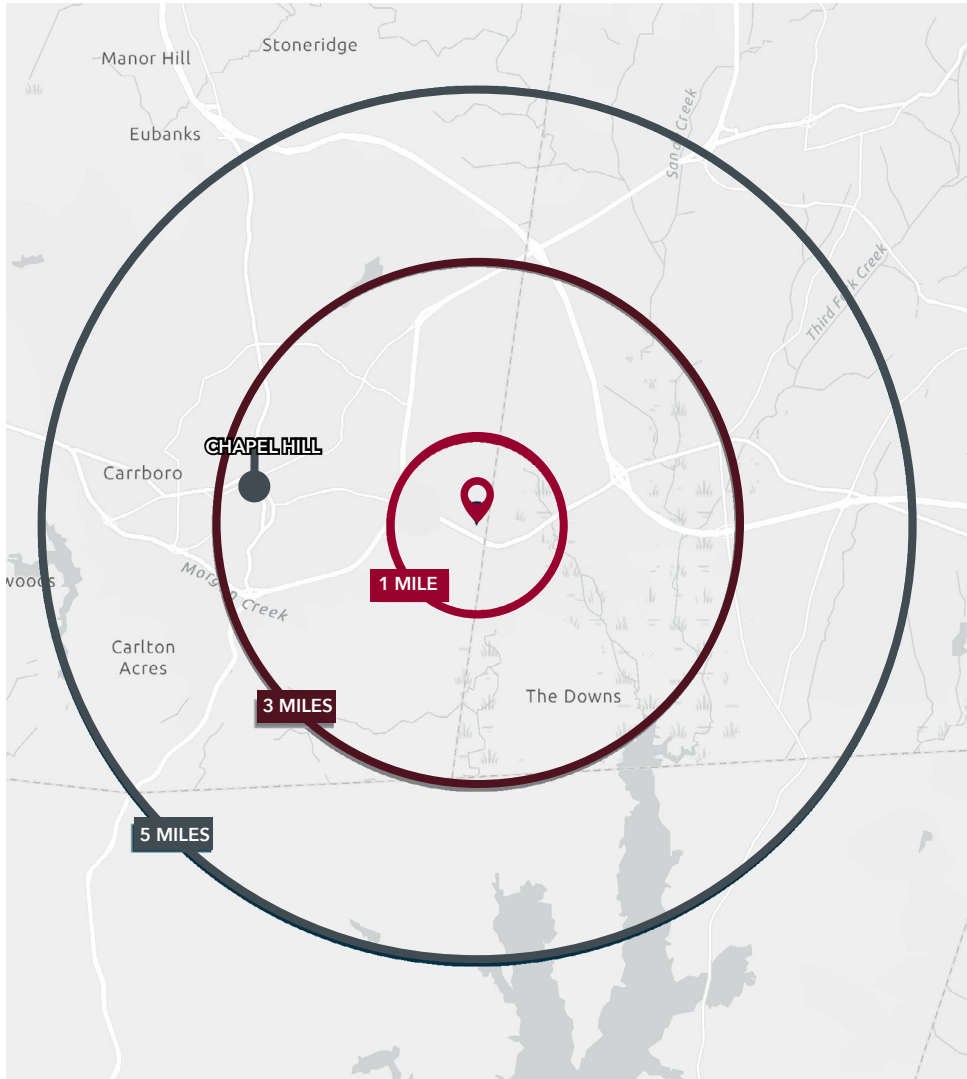 Stoneridge
Manor Hill
Eubanks
Sandy Creek
Third Fork Creek
CHAPEL HILL
Carrboro
woods
Morgan Creek
1 MILE
Carlton
Acres
The Downs
3 MILES
5 MILES